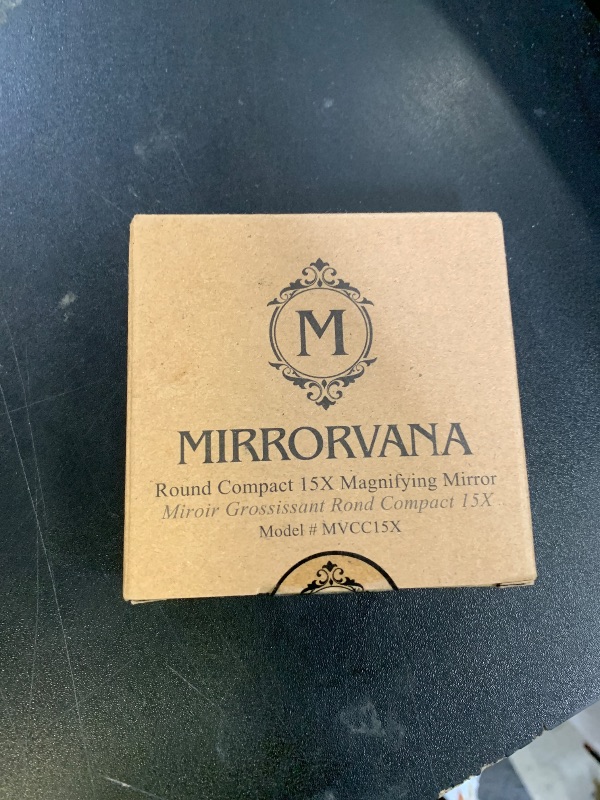 M
MIRRORVANA
Round Compact 15X Magnifying Mirror
Miroir Grossissant Rond Compact 15X
Model # MVCC15X